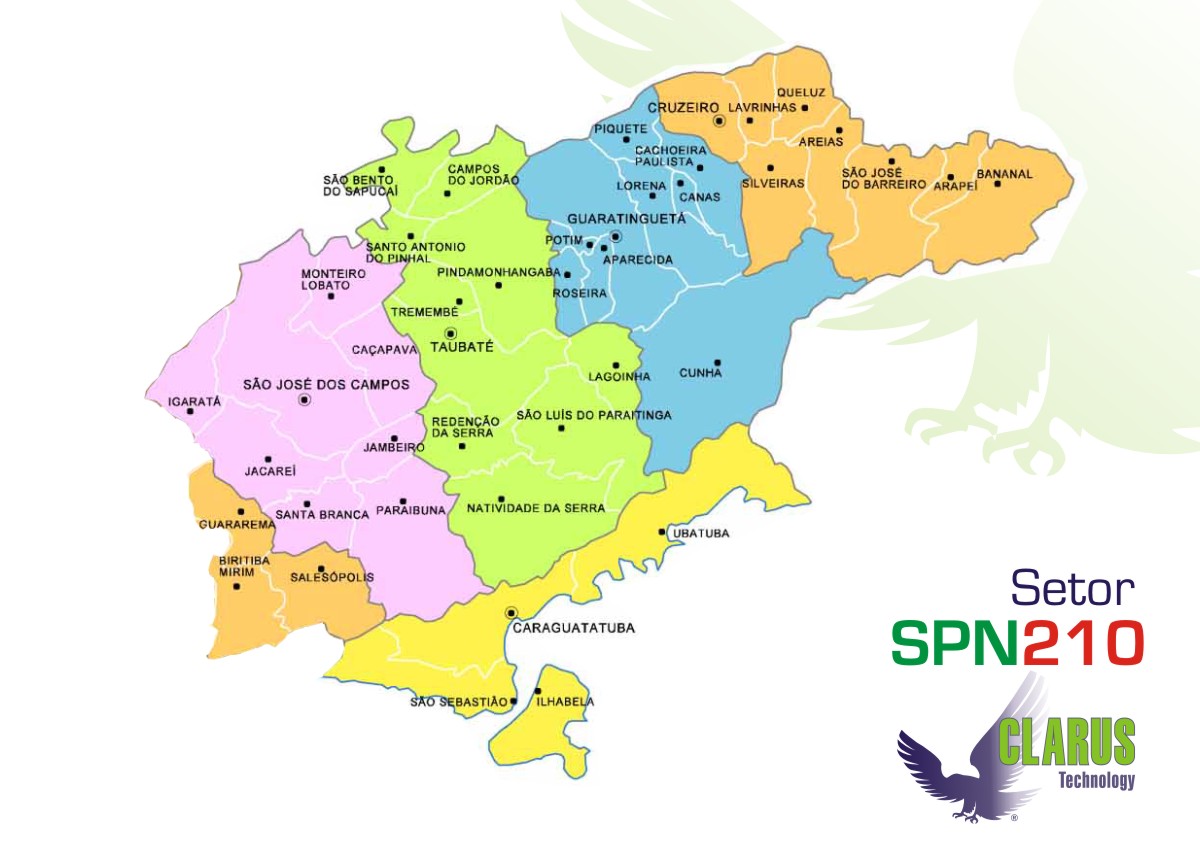 QUELUZ
CRUZEIRO
LAVRINHAS
PIQUETE
AREIAS
CACHOEIRA
PAULISTA
CAMPOS
DO JORDÃO
SÃO BENTO
DO SAPUCAÍ
LORENA
CANAS
SILVEIRAS
SÃO JOSÉ
DO BARREIRO
ARAPEÍ
BANANAL
GUARATINGUETÁ
POTIM
APARECIDA
SANTO ANTONIO
DO PINHAL
MONTEIRO
LOBATO
PINDAMONHANGABA
ROSEIRA
TREMEMBÉ
TAUBATÉ
CAÇAPAVA
LAGOINHA
CUNHA
SÃO JOSÉ DOS CAMPOS
IGARATÁ
REDENÇÃO
DA SERRA
SÃO LUÍS DO PARAITINGA
JAMBEIRO
JACAREÍ
GUARAREMA
SANTA BRANCA
PARAIBUNA
NATIVIDADE DA SERRA
UBATUBA
BIRITIBA
MIRIM
SALESÓPOLIS
CARAGUATATUBA
SÃO SEBASTIÃO
ILHABELA
Setor
SPN210
CLARUS
Technology
®